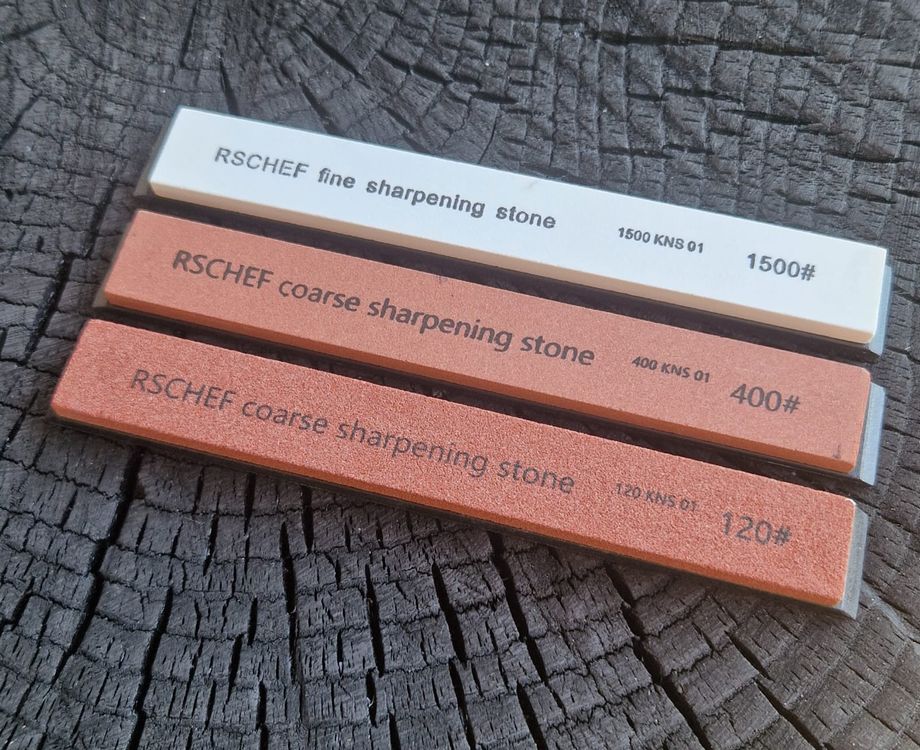 RSCHEF fine sharpening stone 1500 KNS 01 1500#
RSCHEF coarse sharpening stone 400 KNS 01 400#
RSCHEF coarse sharpening stone 120 KNS 01 120#